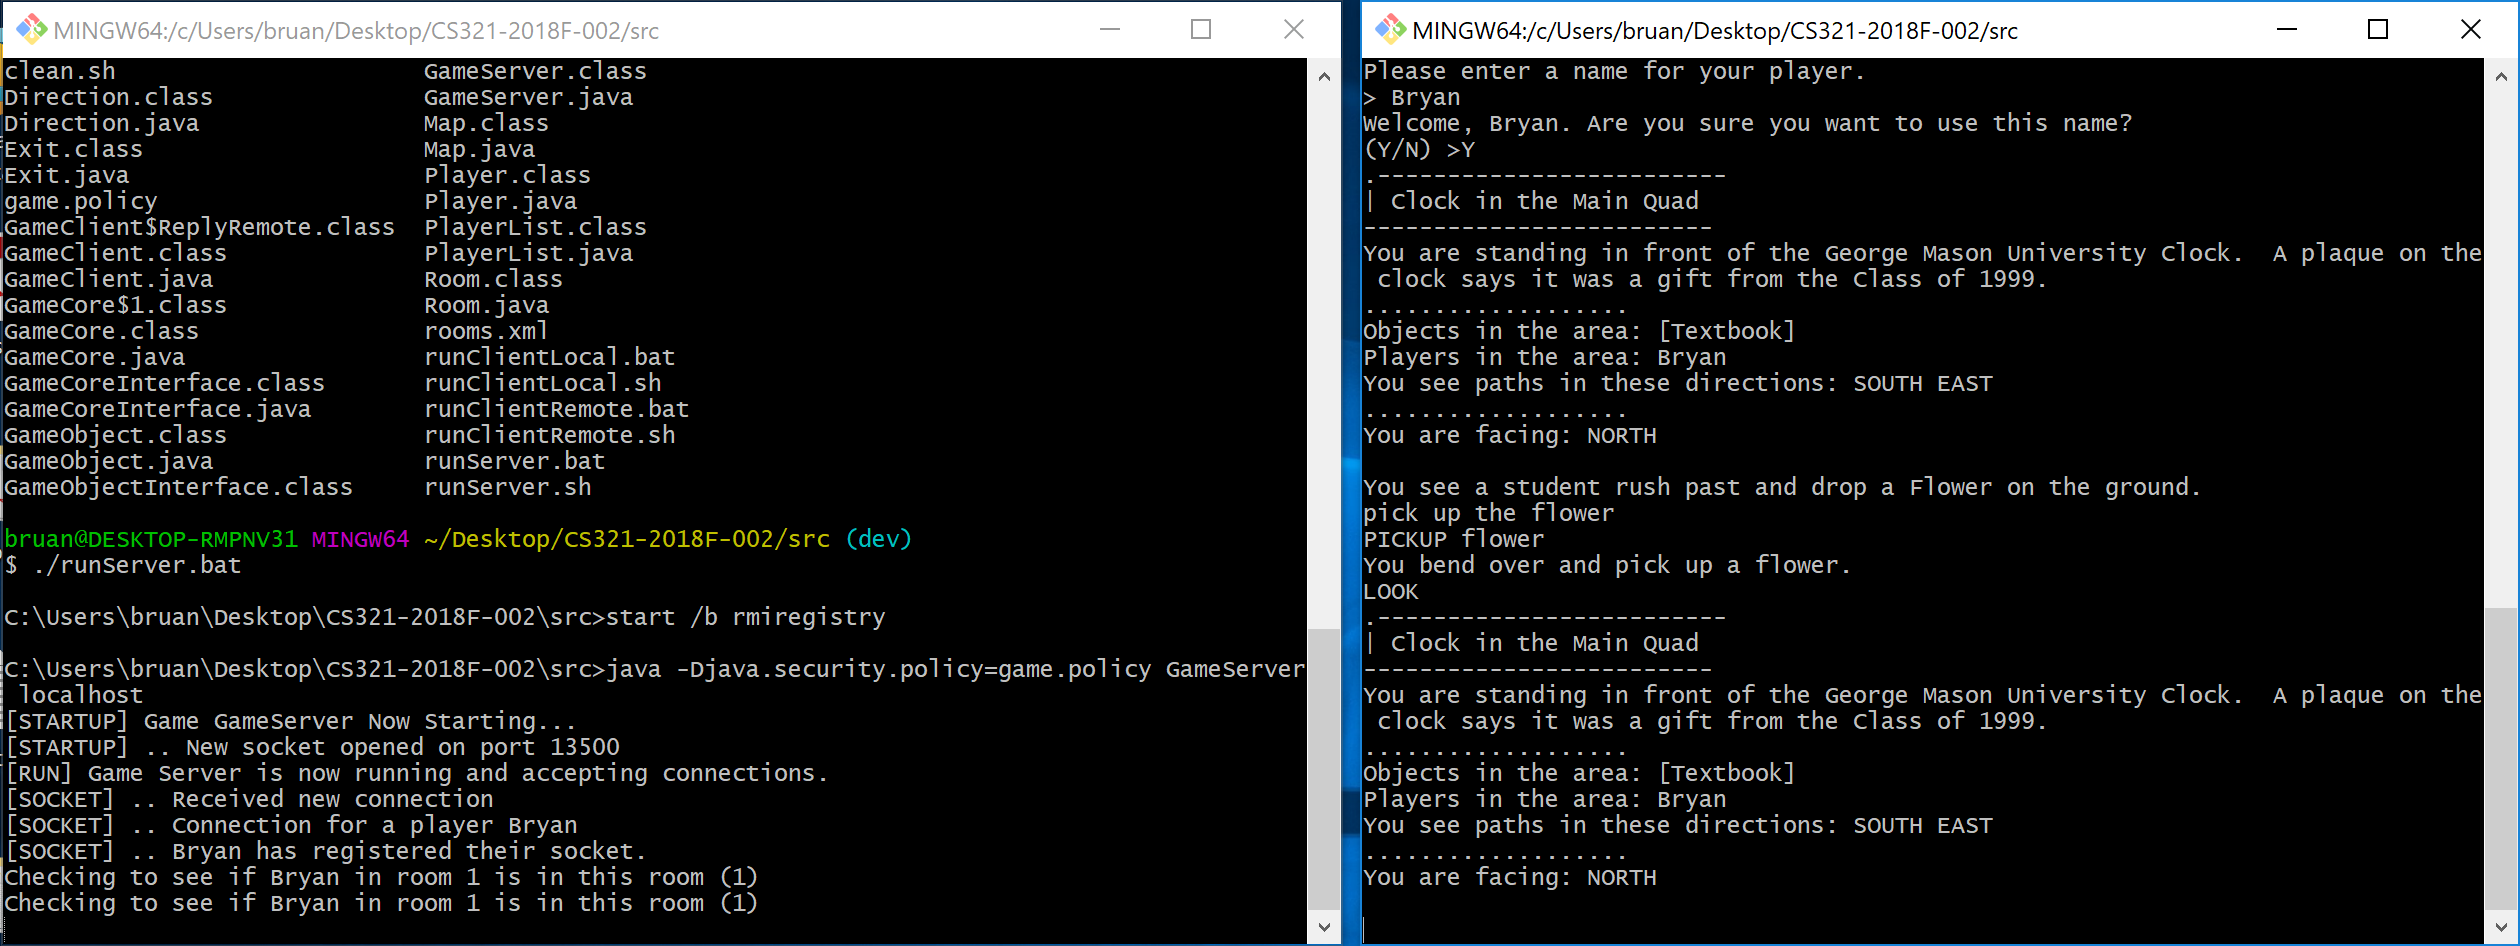 MINGW64:/c/Users/bruan/Desktop/CS321-2018F-002/src
clean.sh GameServer.class
Direction.class GameServer.java
Direction.java Map.class
Exit.class Map.java
Exit.java Player.class
game.policy Player.java
GameClient$ReplyRemote.class PlayerList.class
GameClient.class PlayerList.java
GameClient.java Room.class
GameCore$1.class Room.java
GameCore.class rooms.xml
GameCore.java runClientLocal.bat
GameCoreInterface.class runClientLocal.sh
GameCoreInterface.java runClientRemote.bat
GameObject.class runClientRemote.sh
GameObject.java runServer.bat
GameObjectInterface.class runServer.sh
bruan@DESKTOP-RMPNV31 MINGW64 ~/Desktop/CS321-2018F-002/src (dev)
$ ./runServer.bat
C:\Users\bruan\Desktop\CS321-2018F-002\src>start /b rmiregistry
C:\Users\bruan\Desktop\CS321-2018F-002\src>java -Djava.security.policy=game.policy GameServer
localhost
[STARTUP] Game GameServer Now Starting...
[STARTUP] .. New socket opened on port 13500
[RUN] Game Server is now running and accepting connections.
[SOCKET] .. Received new connection
[SOCKET] .. Connection for a player Bryan
[SOCKET] .. Bryan has registered their socket.
Checking to see if Bryan in room 1 is in this room (1)
Checking to see if Bryan in room 1 is in this room (1)
MINGW64:/c/Users/bruan/Desktop/CS321-2018F-002/src
Please enter a name for your player.
> Bryan
Welcome, Bryan. Are you sure you want to use this name?
(Y/N) >Y
.-------------------------
| Clock in the Main Quad
-------------------------
You are standing in front of the George Mason University Clock.  A plaque on the
clock says it was a gift from the Class of 1999.
...................
Objects in the area: [Textbook]
Players in the area: Bryan
You see paths in these directions: SOUTH EAST
...................
You are facing: NORTH
You see a student rush past and drop a Flower on the ground.
pick up the flower
PICKUP flower
You bend over and pick up a flower.
LOOK
.-------------------------
| Clock in the Main Quad
-------------------------
You are standing in front of the George Mason University Clock.  A plaque on the
clock says it was a gift from the Class of 1999.
...................
Objects in the area: [Textbook]
Players in the area: Bryan
You see paths in these directions: SOUTH EAST
...................
You are facing: NORTH